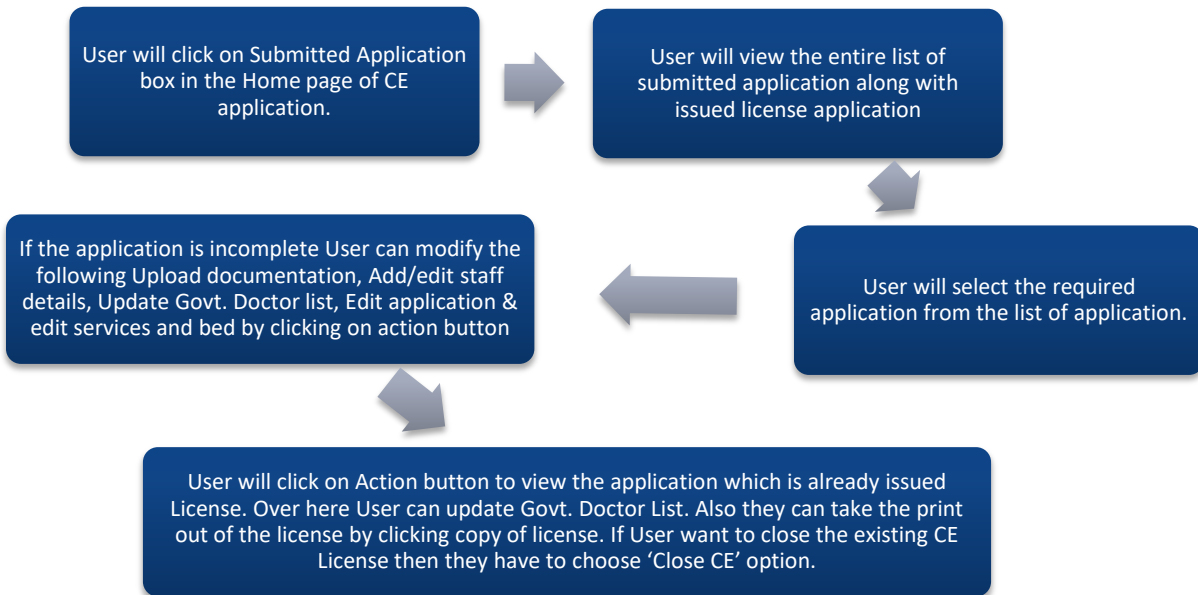 User will click on Submitted Application
box in the Home page of CE
application.
User will view the entire list of
submitted application along with
issued license application
User will select the required
application from the list of application.
If the application is incomplete User can modify the
following Upload documentation, Add/edit staff
details, Update Govt. Doctor list, Edit application &
edit services and bed by clicking on action button
User will click on Action button to view the application which is already issued
License. Over here User can update Govt. Doctor List. Also they can take the print
out of the license by clicking copy of license. If User want to close the existing CE
License then they have to choose ‘Close CE’ option.